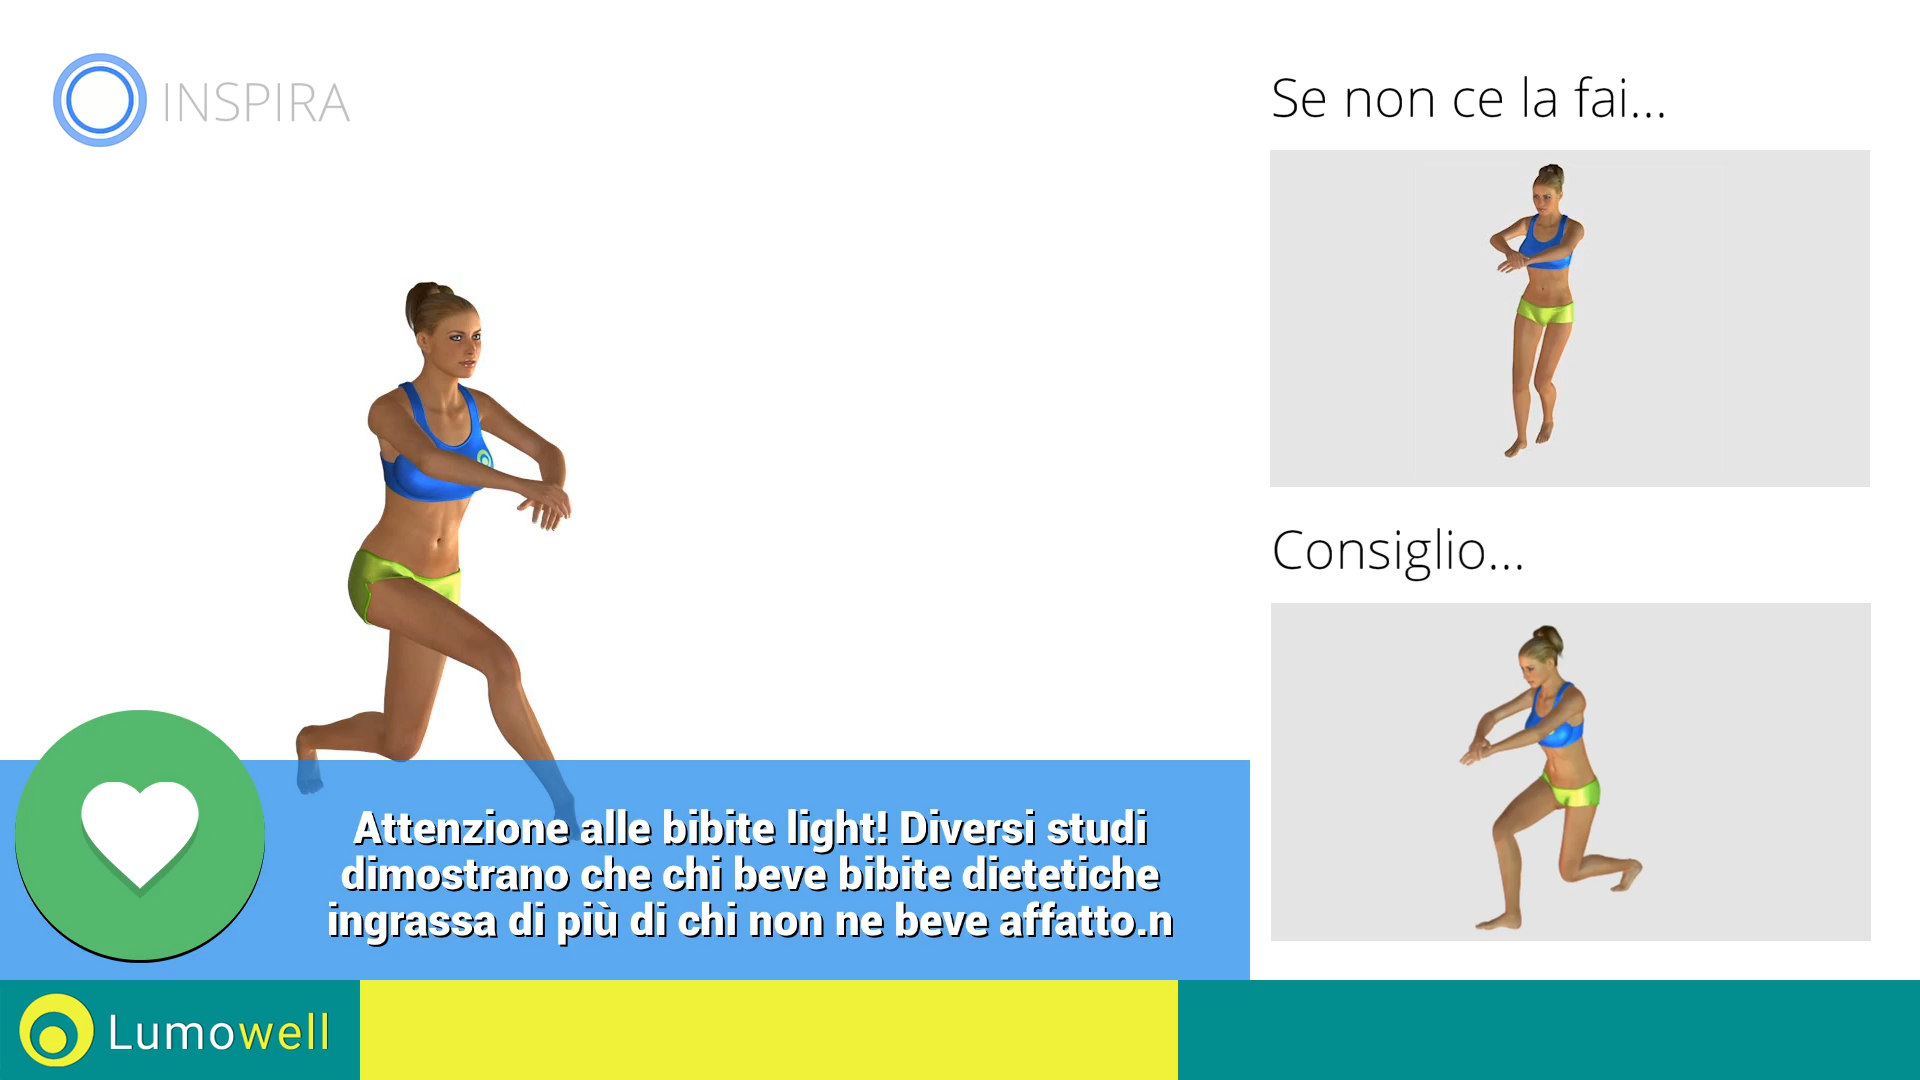 INSPIRA
Se non ce la fai...
Consiglio...
Attenzione alle bibite light! Diversi studi
dimostrano che chi beve bibite dietetiche
ingrassa di più di chi non ne beve affatto.n
Lumowell